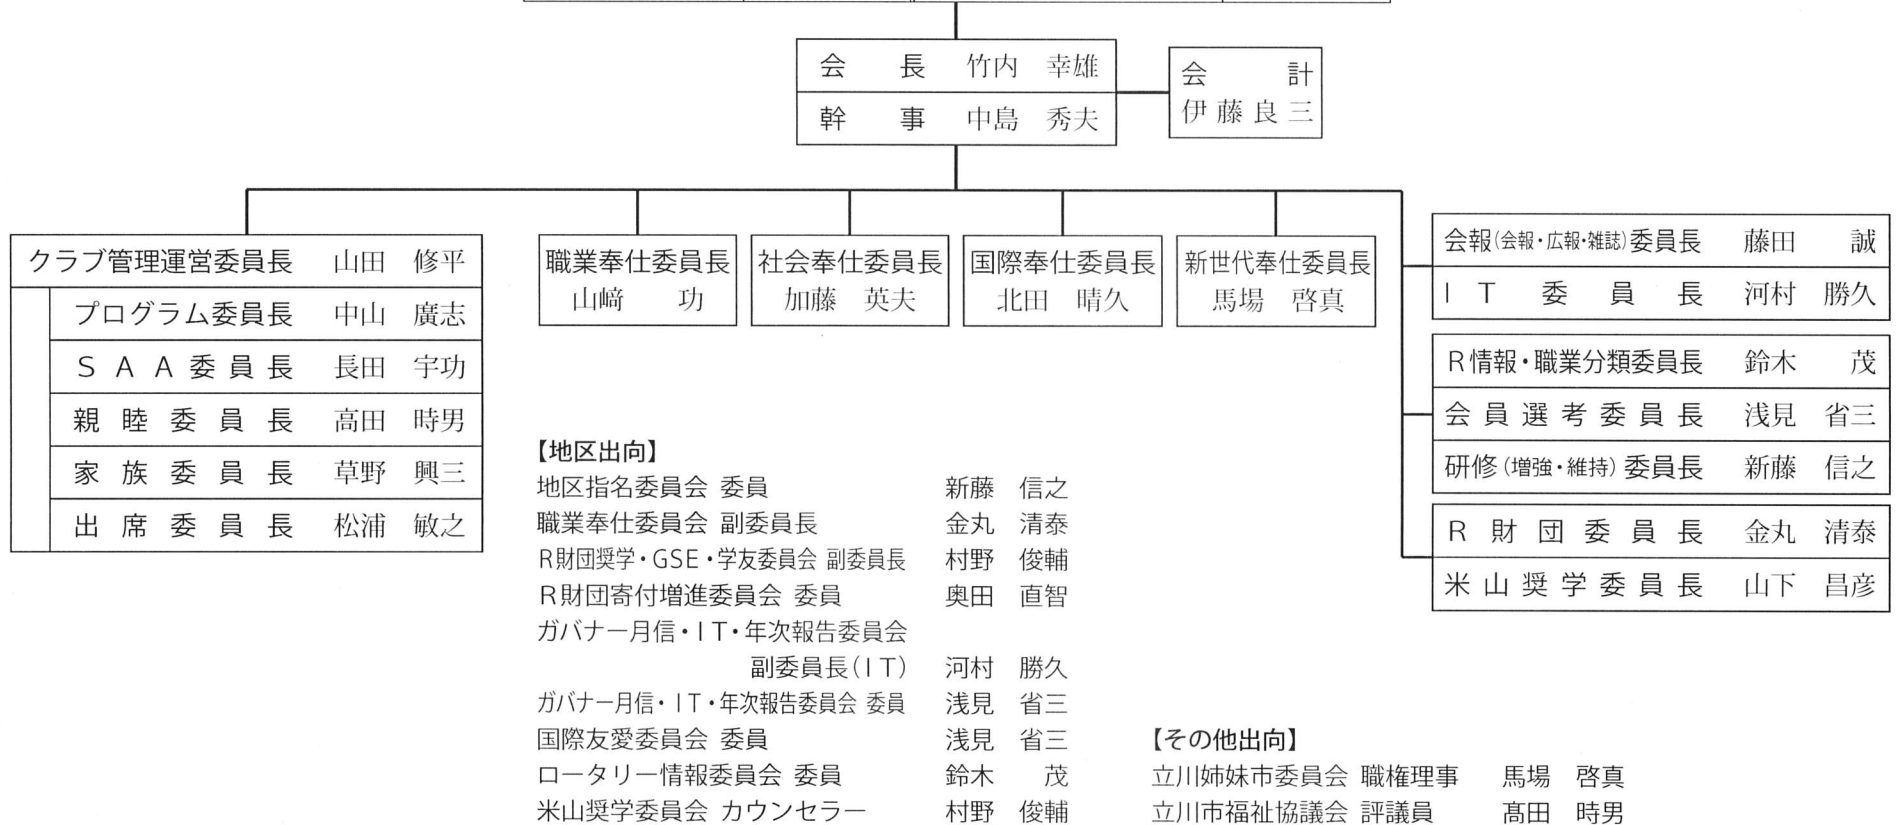 会長 竹内 幸雄
幹事 中島 秀夫
会計
伊藤良三
クラブ管理運営委員長 山田 修平
プログラム委員長 中山 廣志
ＳＡＡ委員長 長田 宇功
親睦委員長 高田 時男
家族委員長 草野 興三
出席委員長 松浦 敏之
職業奉仕委員長
山﨑 功
社会奉仕委員長
加藤 英夫
国際奉仕委員長
北田 晴久
新世代奉仕委員長
馬場 啓真
会報(会報・広報・雑誌)委員長 藤田 誠
ＩＴ委員長 河村 勝久
Ｒ情報・職業分類委員長 鈴木 茂
会員選考委員長 浅見 省三
研修(増強・維持)委員長 新藤 信之
Ｒ財団委員長 金丸 清泰
米山奨学委員長 山下 昌彦
【地区出向】
地区指名委員会 委員 新藤 信之
職業奉仕委員会 副委員長 金丸 清泰
Ｒ財団奨学・GSE・学友委員会 副委員長 村野 俊輔
Ｒ財団寄付増進委員会 委員 奥田 直智
ガバナー月信・ＩＴ・年次報告委員会
副委員長(ＩＴ) 河村 勝久
ガバナー月信・ＩＴ・年次報告委員会 委員 浅見 省三
国際友愛委員会 委員 浅見 省三
ロータリー情報委員会 委員 鈴木 茂
米山奨学委員会 カウンセラー 村野 俊輔
【その他出向】
立川姉妹市委員会 職権理事 馬場 啓真
立川市福祉協議会 評議員 髙田 時男